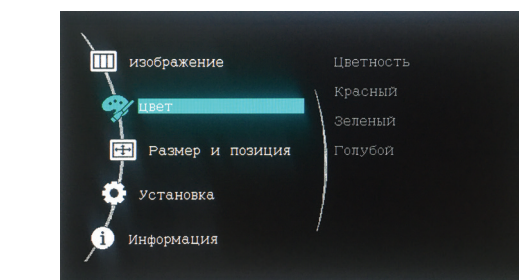 изображение
цвет
Размер и позиция
Установка
Информация
Цветность
Красный
Зеленый
Голубой